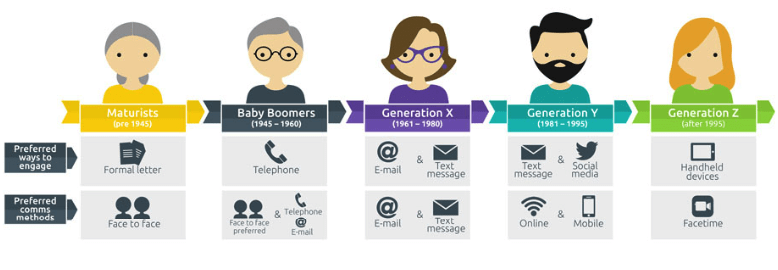 Maturists
(pre 1945)
Baby Boomers
(1945 – 1960)
Generation X
(1961 – 1980)
Generation Y
(1981 – 1995)
Generation Z
(after 1995)
Preferred
ways to
engage
Formal letter
Telephone
E-mail
&
Text
message
Text
message
&
Social
media
Handheld
devices
Preferred
comms
methods
Face to face
Face to face
preferred
&
Telephone
E-mail
E-mail
&
Text
message
Online
&
Mobile
Facetime